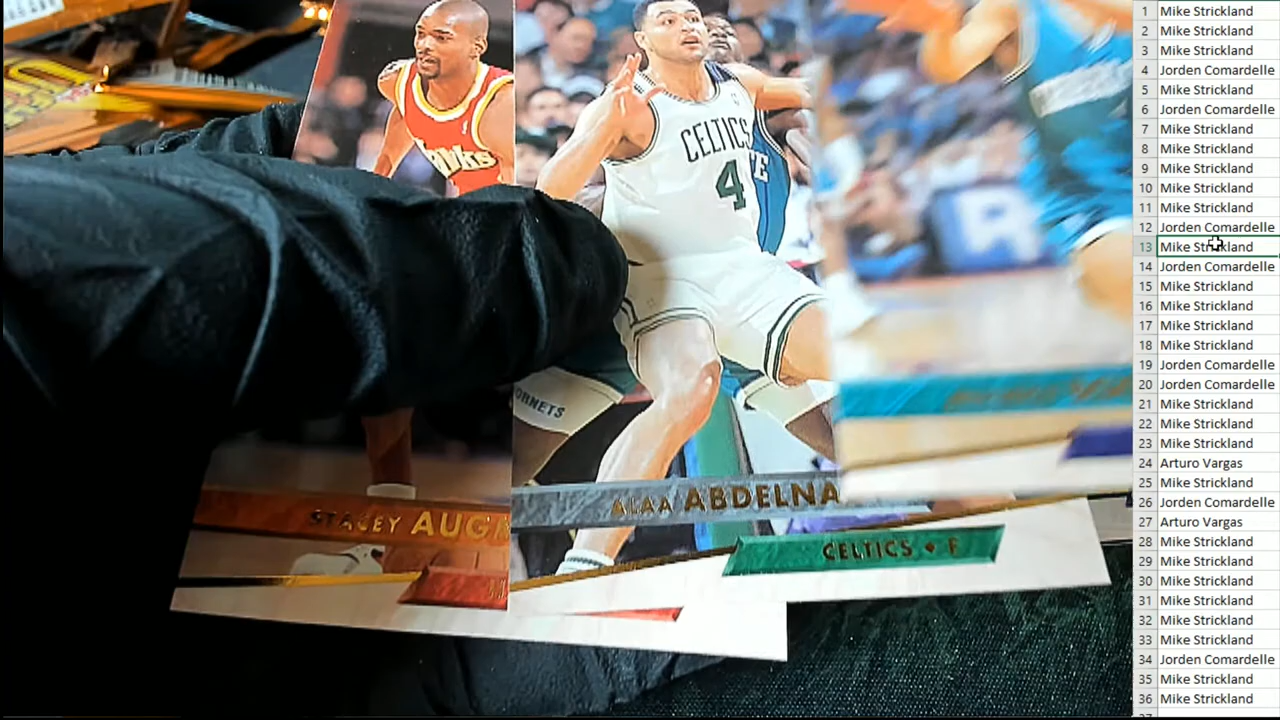 Hawks
CELTICS
4
ORNETS
STACEY AUG
ALAA ABDELNA
CELTICS • F
1 Mike Strickland
2 Mike Strickland
3 Mike Strickland
4 Jorden Comardelle
5 Mike Strickland
6 Jorden Comardelle
7 Mike Strickland
8 Mike Strickland
9 Mike Strickland
10 Mike Strickland
11 Mike Strickland
12 Jorden Comardelle
13 Mike Strickland
14 Jorden Comardelle
15 Mike Strickland
16 Mike Strickland
17 Mike Strickland
18 Mike Strickland
19 Jorden Comardelle
20 Jorden Comardelle
21 Mike Strickland
22 Mike Strickland
23 Mike Strickland
24 Arturo Vargas
25 Mike Strickland
26 Jorden Comardelle
27 Arturo Vargas
28 Mike Strickland
29 Mike Strickland
30 Mike Strickland
31 Mike Strickland
32 Mike Strickland
33 Mike Strickland
34 Jorden Comardelle
35 Mike Strickland
36 Mike Strickland